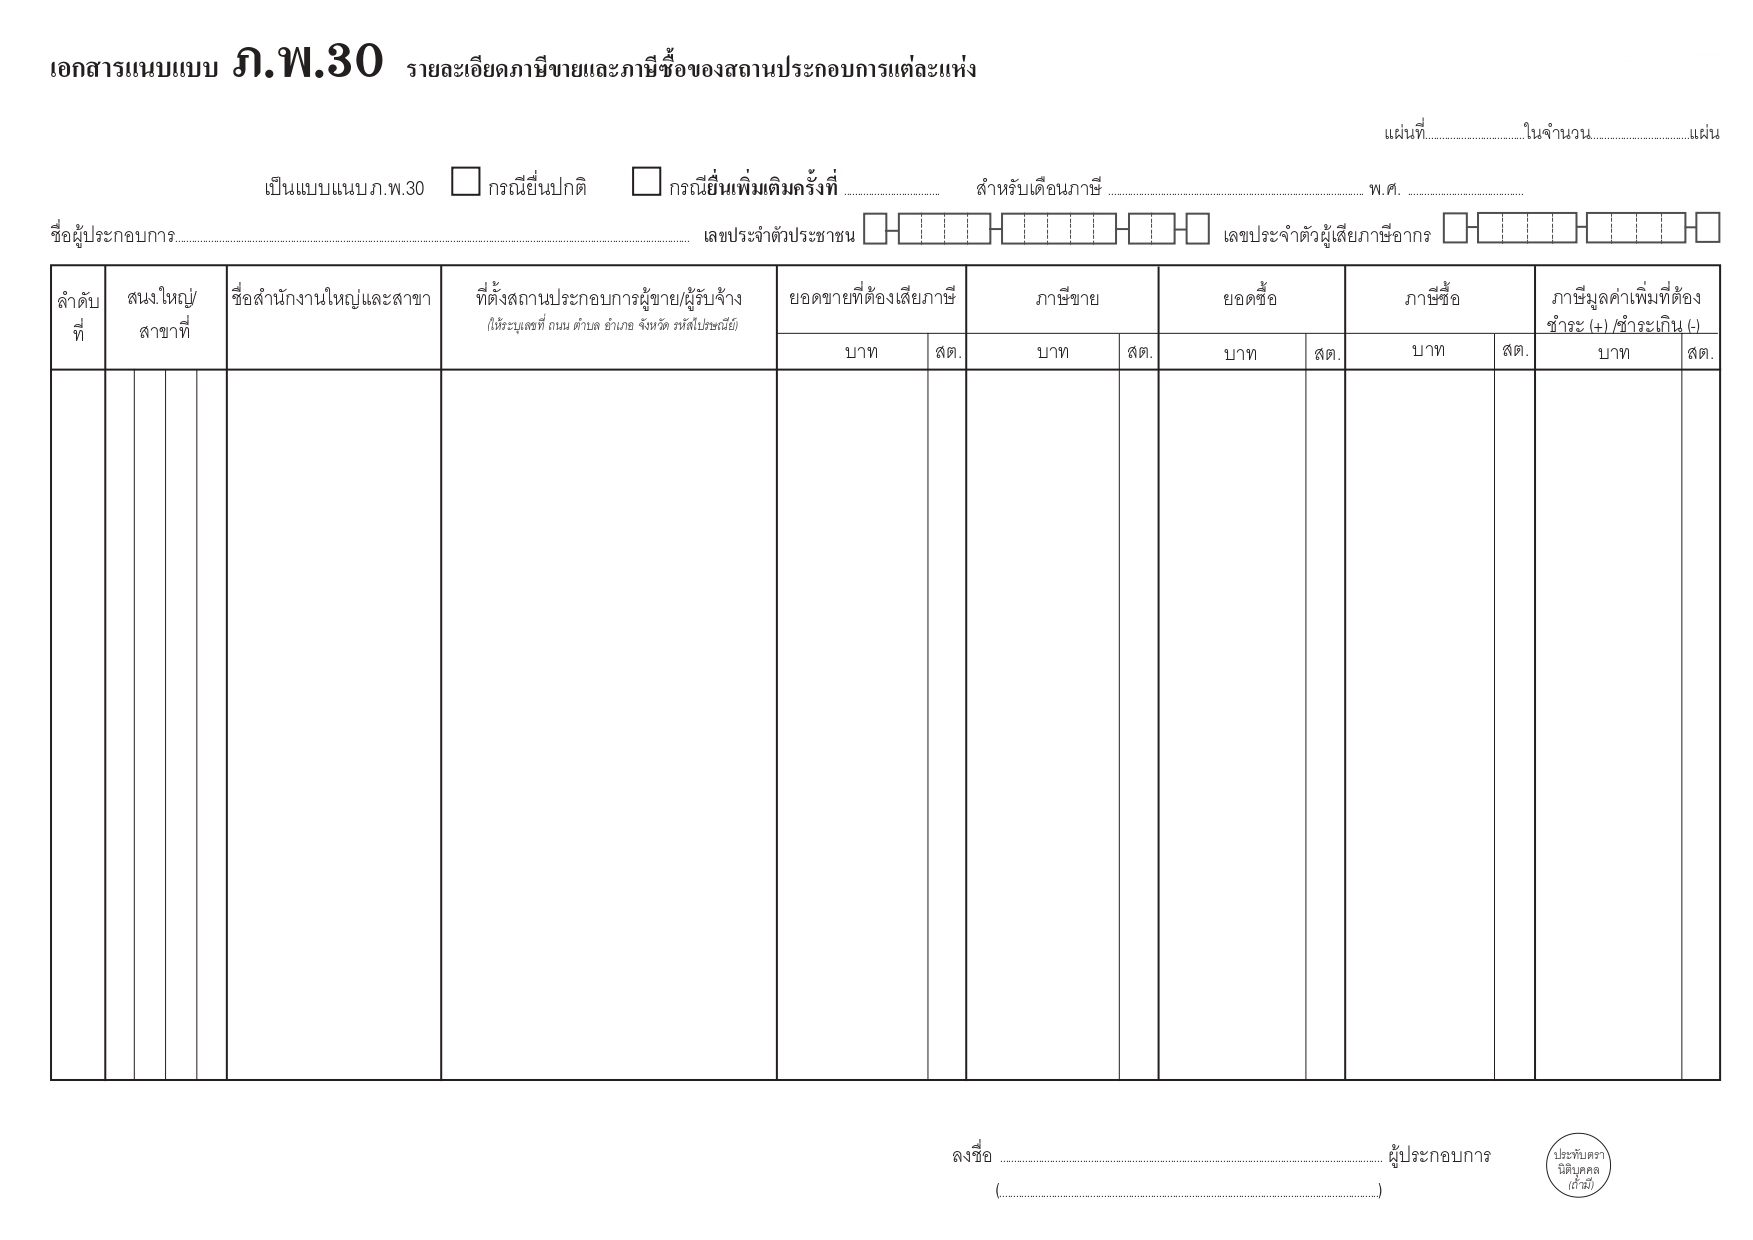 เอกสารแนบแบบ ภ.พ.30 รายละเอียดภาษีขายและภาษีซื้อของสถานประกอบการแต่ละแห่ง
แผ่นที่..............................ในจำนวน..............................แผ่น
เป็นแบบแนบ ภ.พ.30 กรณียื่นปกติ กรณียื่นเพิ่มเติมครั้งที่ .............................. สำหรับเดือนภาษี .............................. พ.ศ. ..............................
ชื่อผู้ประกอบการ.............................. เลขประจำตัวประชาชน เลขประจำตัวผู้เสียภาษีอากร
ลำดับ
ที่
สนง.ใหญ่/
สาขาที่
ชื่อสำนักงานใหญ่และสาขา
ที่ตั้งสถานประกอบการผู้ขาย/ผู้รับจ้าง
(ให้ระบุเลขที่ ถนน ตำบล อำเภอ จังหวัด รหัสไปรษณีย์)
ยอดขายที่ต้องเสียภาษี
บาท สต.
ภาษีขาย
บาท สต.
ยอดซื้อ
บาท สต.
ภาษีซื้อ
บาท สต.
ภาษีมูลค่าเพิ่มที่ต้อง
ชำระ (+) /ชำระเกิน (-)
บาท สต.
ลงชื่อ .............................. ผู้ประกอบการ
(..............................)
ประทับตรา
นิติบุคคล
(ถ้ามี)